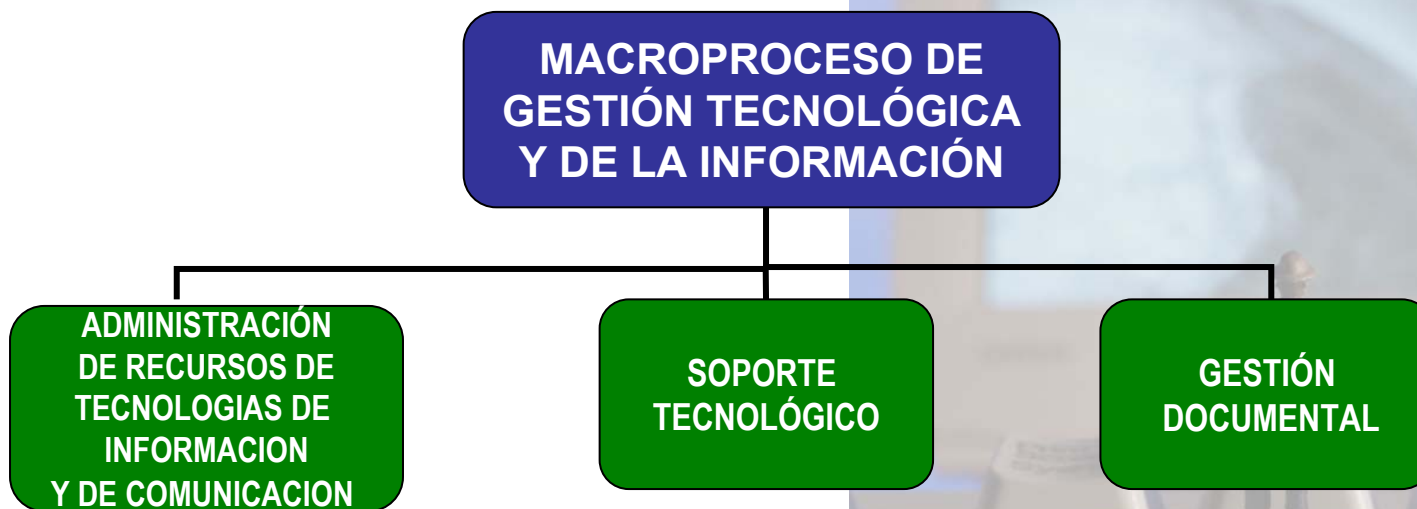 MACROPROCESO DE
GESTIÓN TECNOLÓGICA
Y DE LA INFORMACIÓN
ADMINISTRACIÓN
DE RECURSOS DE
TECNOLOGIAS DE
INFORMACION
Y DE COMUNICACION
SOPORTE
TECNOLÓGICO
GESTIÓN
DOCUMENTAL